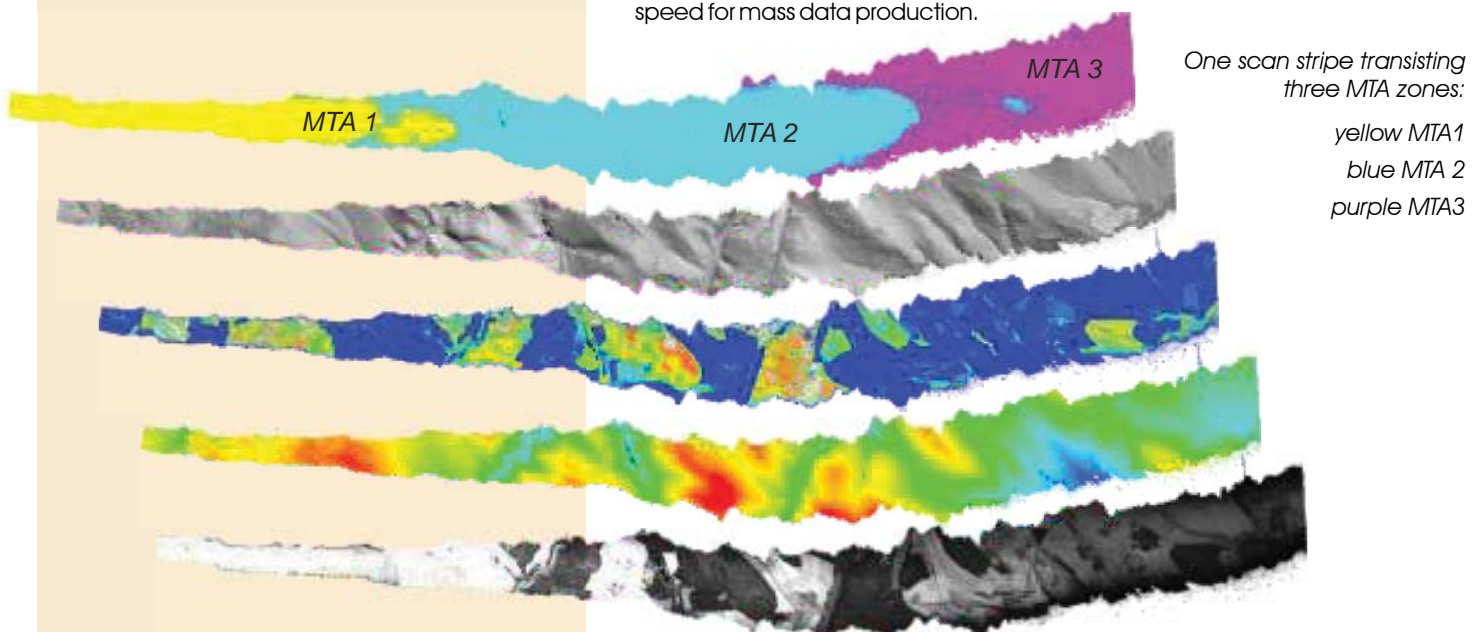 speed for mass data production.
MTA 1
MTA 2
MTA 3
One scan stripe transisting
three MTA zones:
yellow MTA1
blue MTA 2
purple MTA3